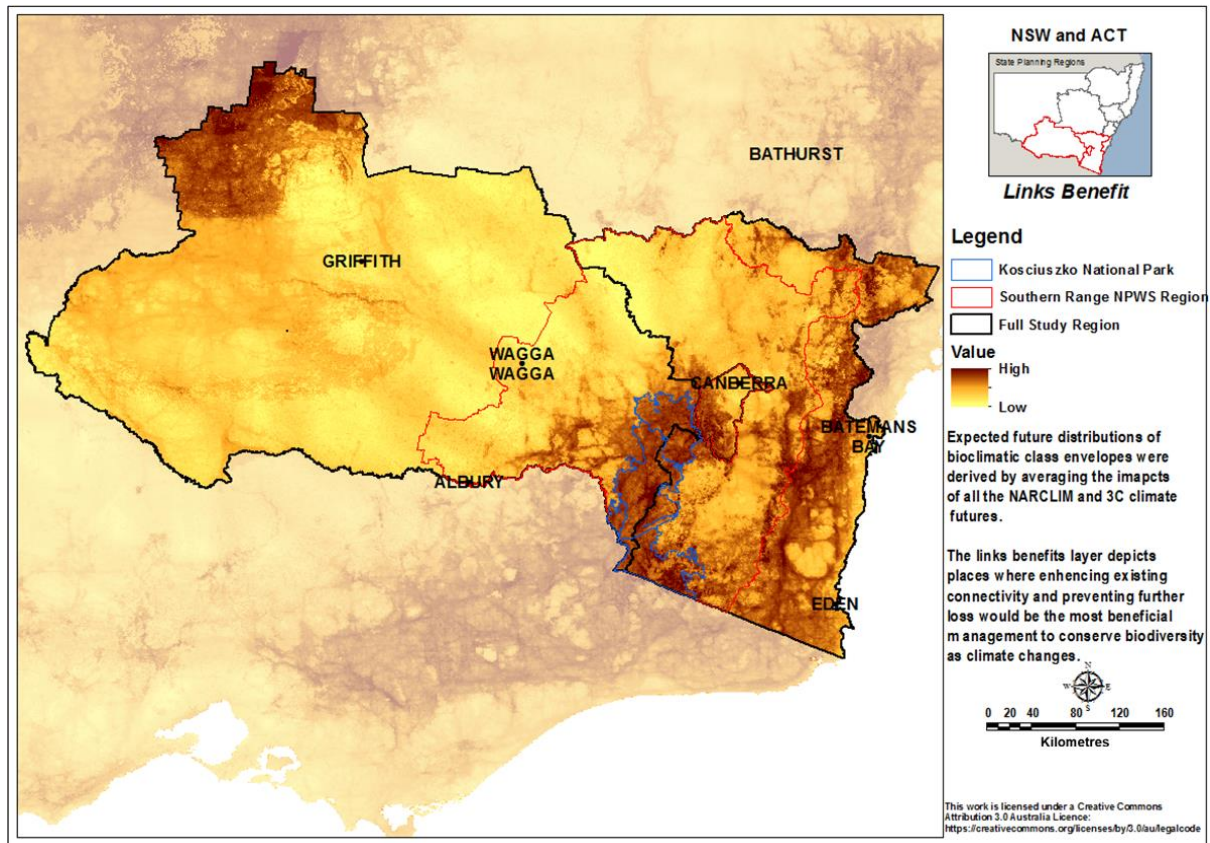 NSW and ACT
State Planning Regions
Links Benefit
Legend
Kosciuszko National Park
Southern Range NPWS Region
Full Study Region
Value
High
Low
Expected future distributions of
bioclimatic class envelopes were
derived by averaging the imapcts
of all the NARCLIM and 3C climate
futures.
The links benefits layer depicts
places where enhancing existing
connectivity and preventing further
loss would be the most beneficial
m anagement to conserve biodiversity
as climate changes.
N
W E
S
0 20 40 80 120 160
Kilometres
This work is licensed under a Creative Commons
Attribution 3.0 Australia Licence:
https://creativecommons.org/licenses/by/3.0/au/legalcode
BATHURST
GRIFFITH
WAGGA
WAGGA
CANBERRA
BATEMANS
BAY
ALBURY
EDEN